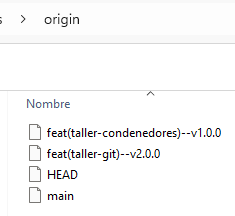 s > origin
Nombre
feat(taller-condenedores)--v1.0.0
feat(taller-git)--v2.0.0
HEAD
main